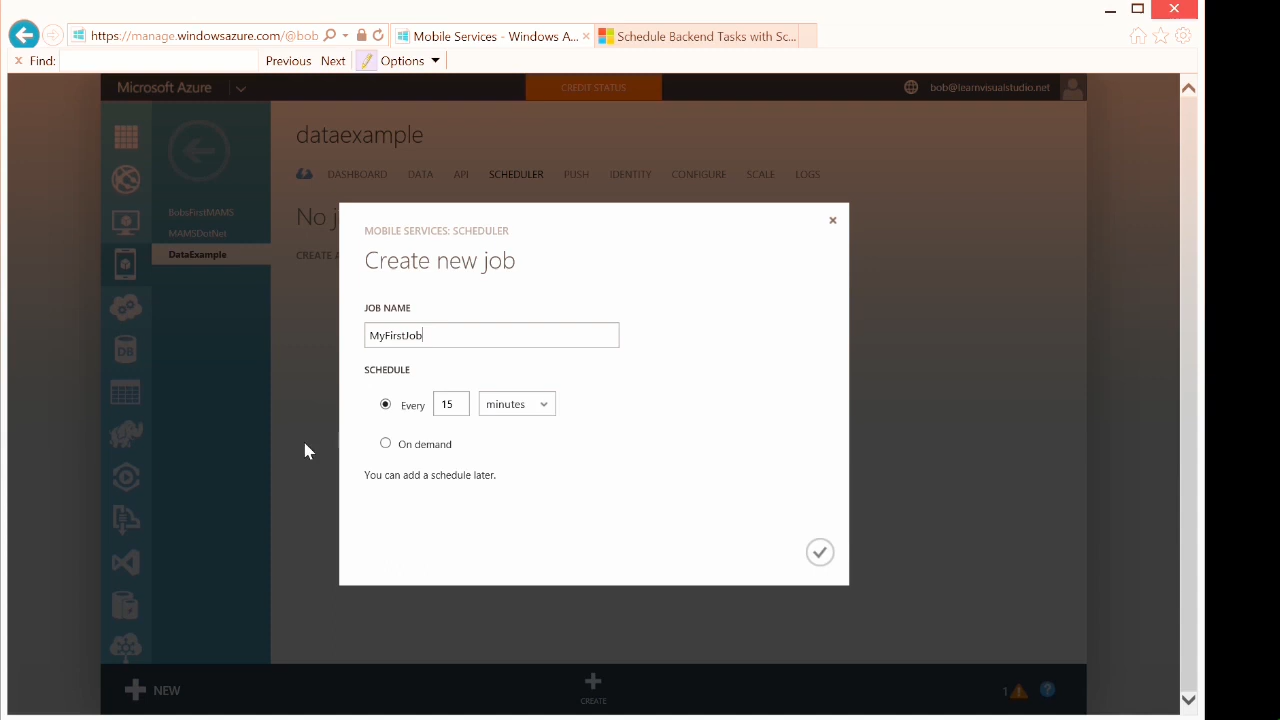 https://manage.windowsazure.com/@bob
Mobile Services - Windows A...
Schedule Backend Tasks with Sc...
x Find:
Previous
Next
Options
Microsoft Azure
CREDIT STATUS
bob@learnvisualstudio.net
dataexample
DASHBOARD DATA API SCHEDULER PUSH IDENTITY CONFIGURE SCALE LOGS
BobsFirstMAMS
MAMSDotNet
DataExample
No j
CREATE A
MOBILE SERVICES: SCHEDULER
Create new job
JOB NAME
MyFirstJob
SCHEDULE
Every 15 minutes
On demand
You can add a schedule later.
DB
NEW
CREATE
1
?